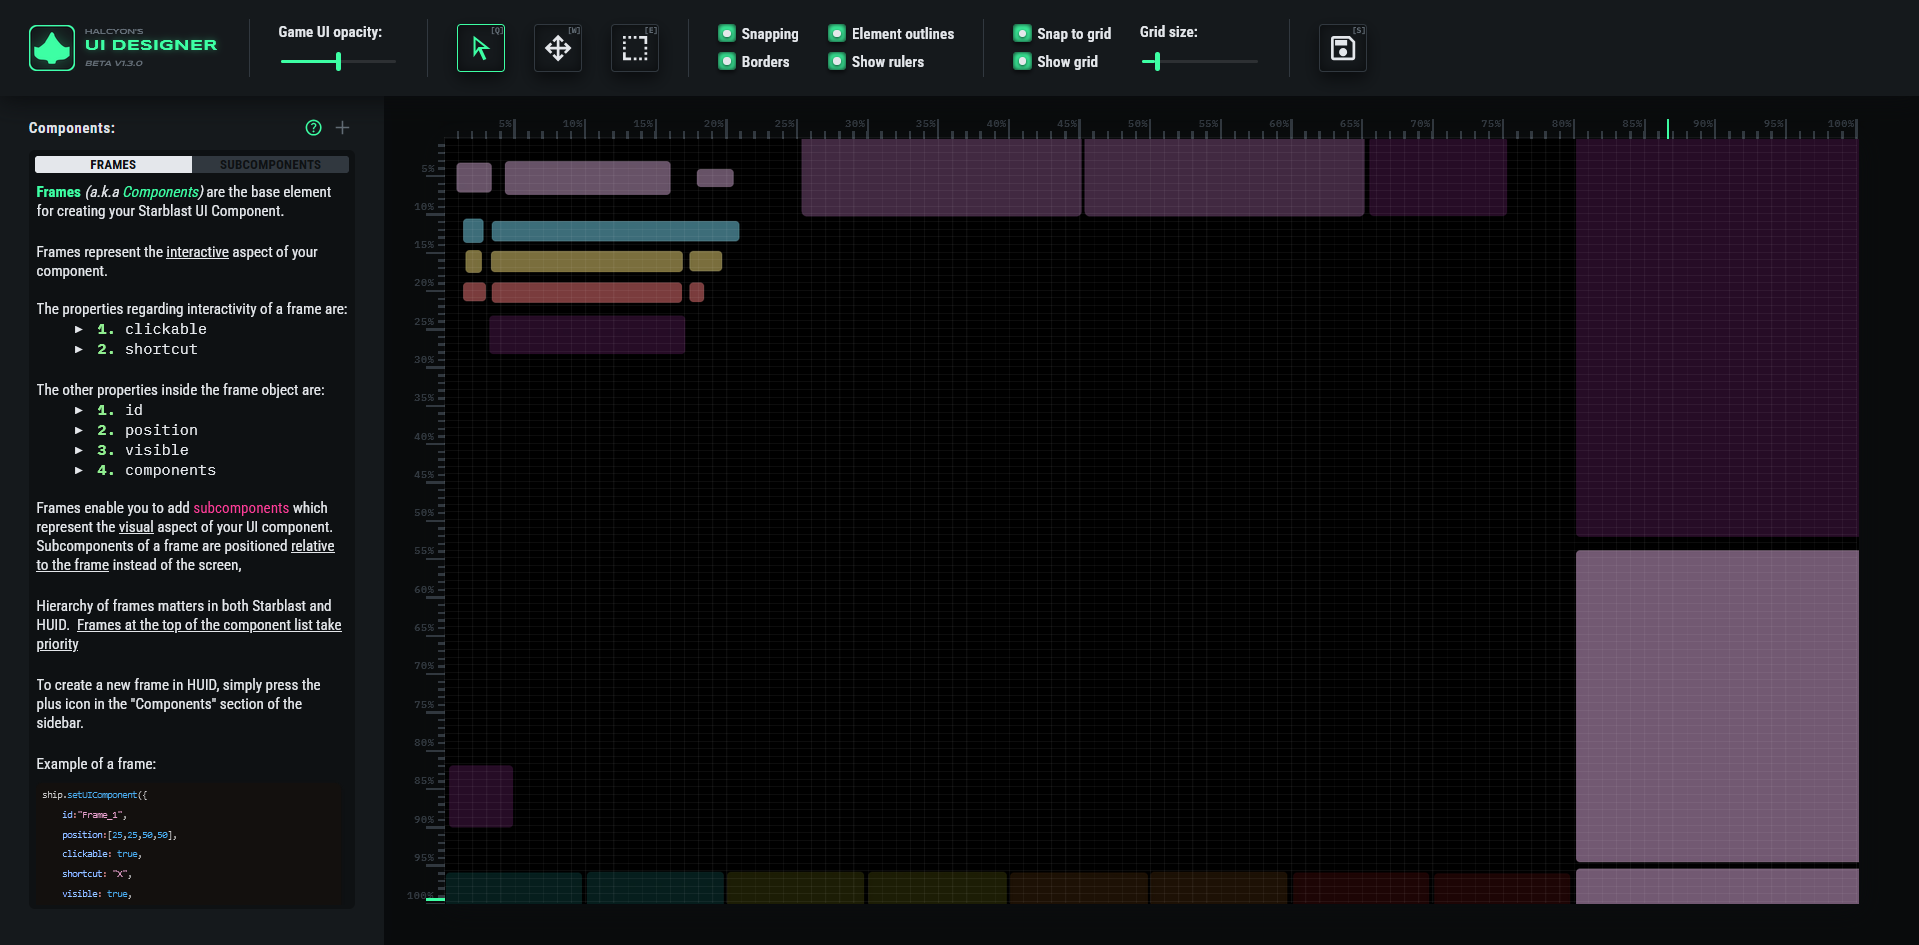 HALCYON'S
UI DESIGNER
BETA V1.3.0
Game UI opacity:
[Q]
[W]
[E]
Snapping
Borders
Element outlines
Show rulers
Snap to grid
Show grid
Grid size:
[S]
Components:
FRAMES
SUBCOMPONENTS
Frames (a.k.a Components) are the base element
for creating your Starblast UI Component.
Frames represent the interactive aspect of your
component.
The properties regarding interactivity of a frame are:
► 1. clickable
► 2. shortcut
The other properties inside the frame object are:
► 1. id
► 2. position
► 3. visible
► 4. components
Frames enable you to add subcomponents which
represent the visual aspect of your UI component.
Subcomponents of a frame are positioned relative
to the frame instead of the screen,
Hierarchy of frames matters in both Starblast and
HUID. Frames at the top of the component list take
priority
To create a new frame in HUID, simply press the
plus icon in the "Components" section of the
sidebar.
Example of a frame:
ship.setUIComponent({
id:"Frame_1",
position:[25,25,50,50],
clickable: true,
shortcut: "X",
visible: true,
5% 10% 15% 20% 25% 30% 35% 40% 45% 50% 55% 60% 65% 70% 75% 80% 85% 90% 95% 100%
5%
10%
15%
20%
25%
30%
35%
40%
45%
50%
55%
60%
65%
70%
75%
80%
85%
90%
95%
100%